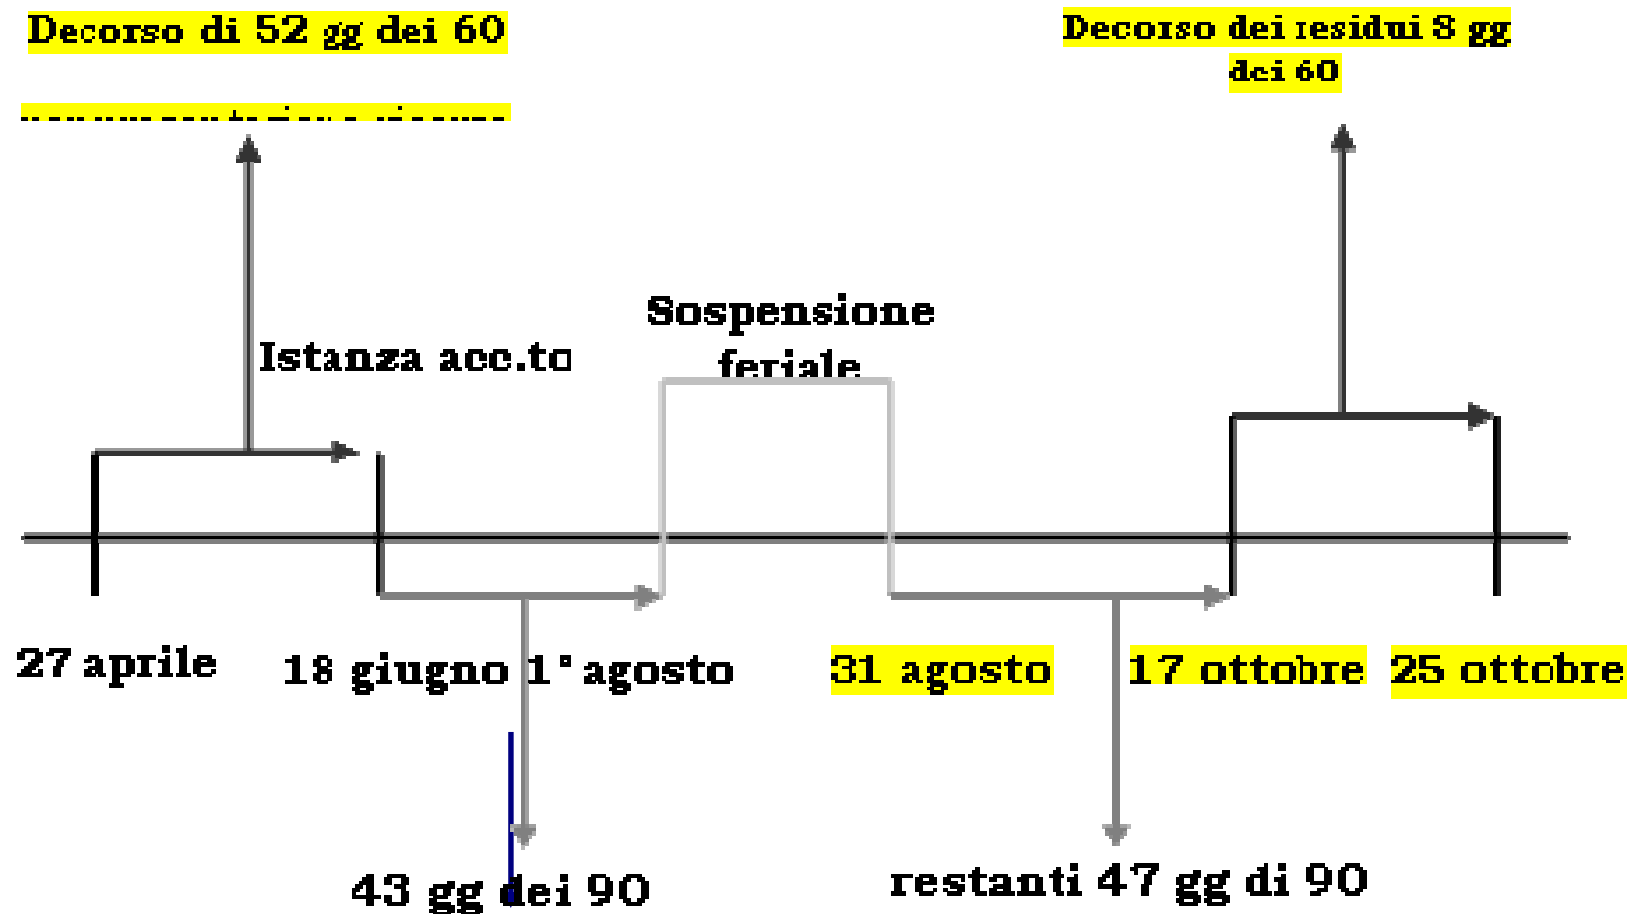 Decorso di 52 gg dei 60
Decorso dei residui 8 gg
dei 60
Sospensione
feriale
Istanza acc.to
27 aprile
18 giugno
1° agosto
31 agosto
17 ottobre
25 ottobre
43 gg dei 90
restanti 47 gg di 90